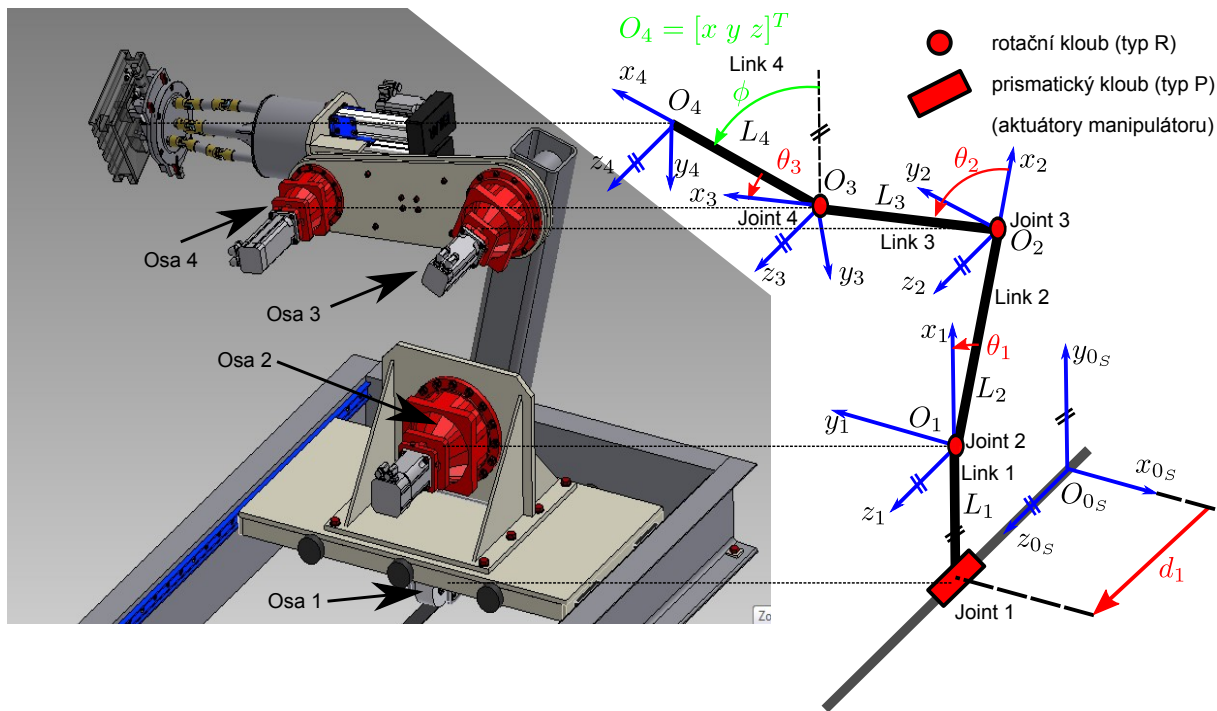 O₄ = [x y z]ᵀ
rotační kloub (typ R)
Link 4
prismatický kloub (typ P)
(aktuátory manipulátoru)
x₄
ϕ
O₄
L₄
z₄
y₄
θ₃
x₃
O₃
Joint 4
z₃
y₃
L₃
Link 3
y₂
θ₂
x₂
Joint 3
O₂
z₂
Link 2
Osa 4
Osa 3
Osa 2
Osa 1
x₁
θ₁
L₂
y₁
O₁
Joint 2
Link 1
z₁
L₁
y₀ₛ
x₀ₛ
O₀ₛ
z₀ₛ
d₁
Joint 1
Zo